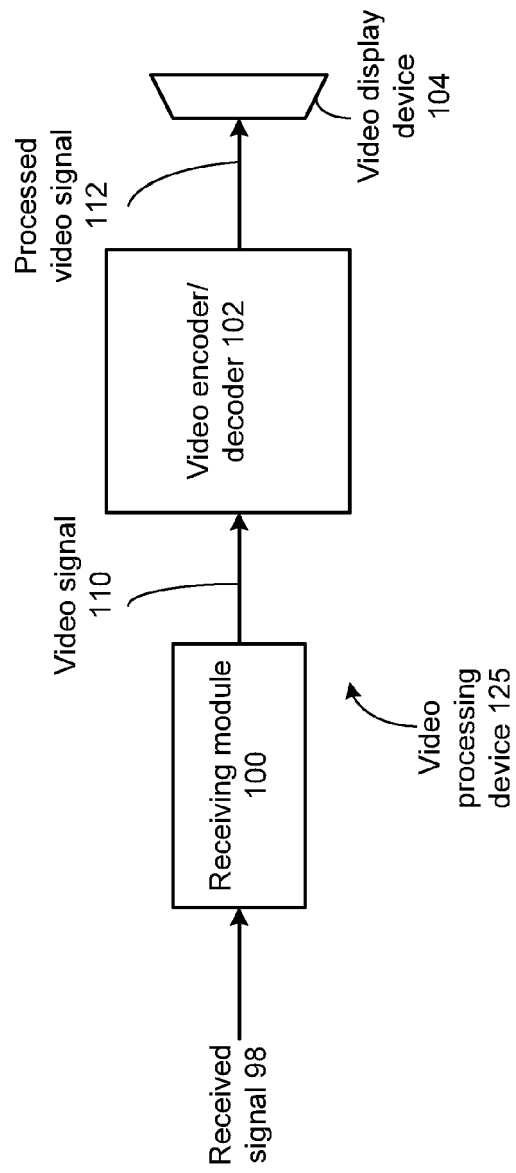 Received
signal 98
Receiving module
100
Video signal
110
Video encoder/
decoder 102
Processed
video signal
112
Video display
device
104
Video
processing
device 125